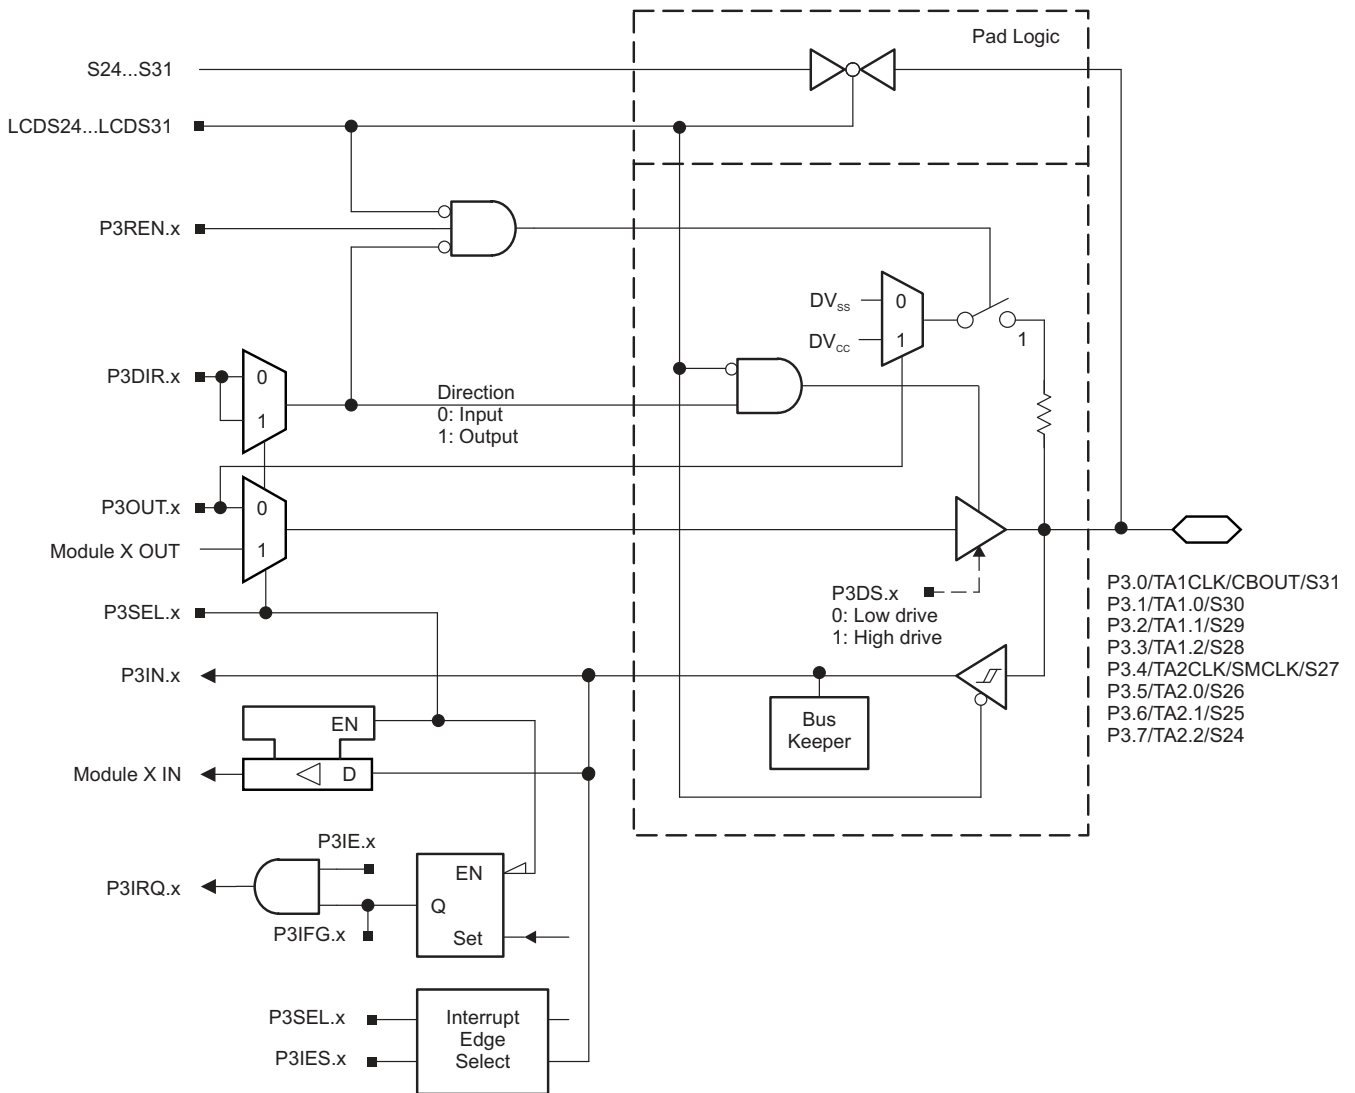 Pad Logic
S24...S31
LCDS24...LCDS31
P3REN.x
DVSS
0
DVCC
1
1
P3DIR.x
0
1
Direction
0: Input
1: Output
P3OUT.x
0
Module X OUT
1
P3SEL.x
P3DS.x
0: Low drive
1: High drive
P3.0/TA1CLK/CBOUT/S31
P3.1/TA1.0/S30
P3.2/TA1.1/S29
P3.3/TA1.2/S28
P3.4/TA2CLK/SMCLK/S27
P3.5/TA2.0/S26
P3.6/TA2.1/S25
P3.7/TA2.2/S24
P3IN.x
Bus
Keeper
EN
Module X IN
D
P3IE.x
P3IRQ.x
EN
Q
P3IFG.x
Set
P3SEL.x
P3IES.x
Interrupt
Edge
Select